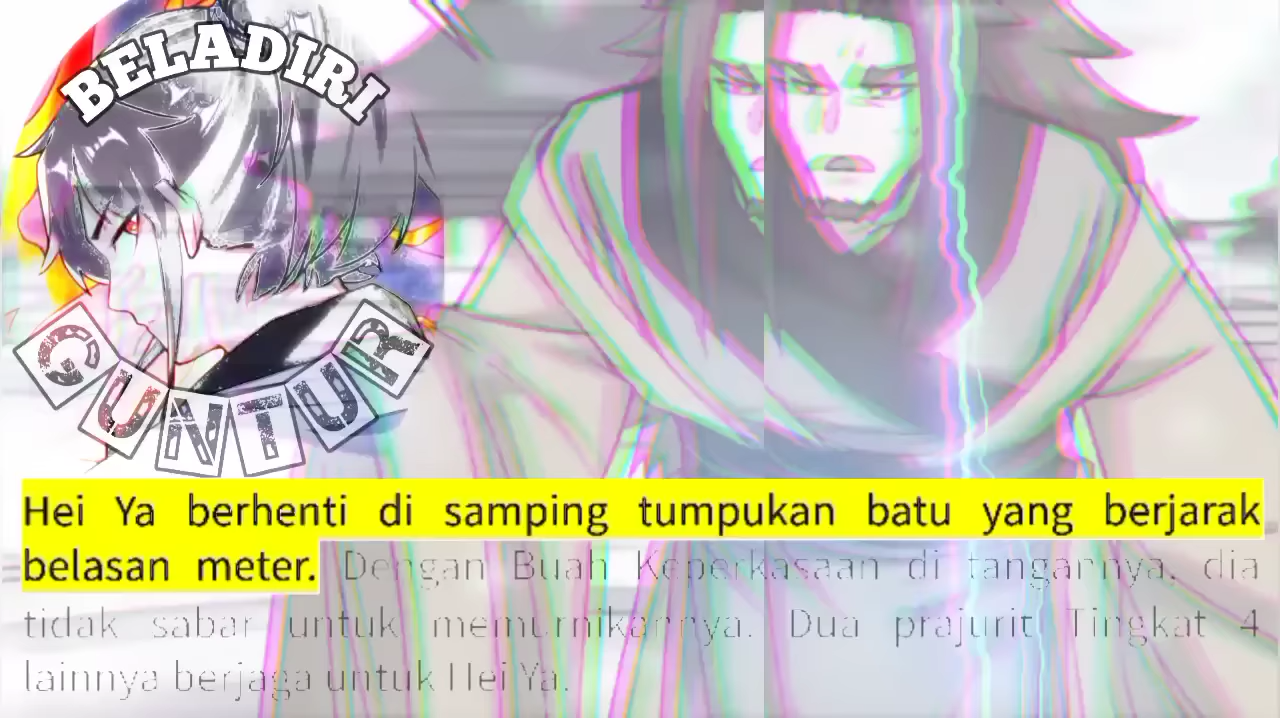 BELADIRI
GUNTUR
Hei Ya berhenti di samping tumpukan batu yang berjarak
belasan meter. Dengan Buah Keperkasaan di tangannya, dia
tidak sabar untuk memurnikannya. Dua prajurit Tingkat 4
lainnya berjaga untuk Hei Ya.